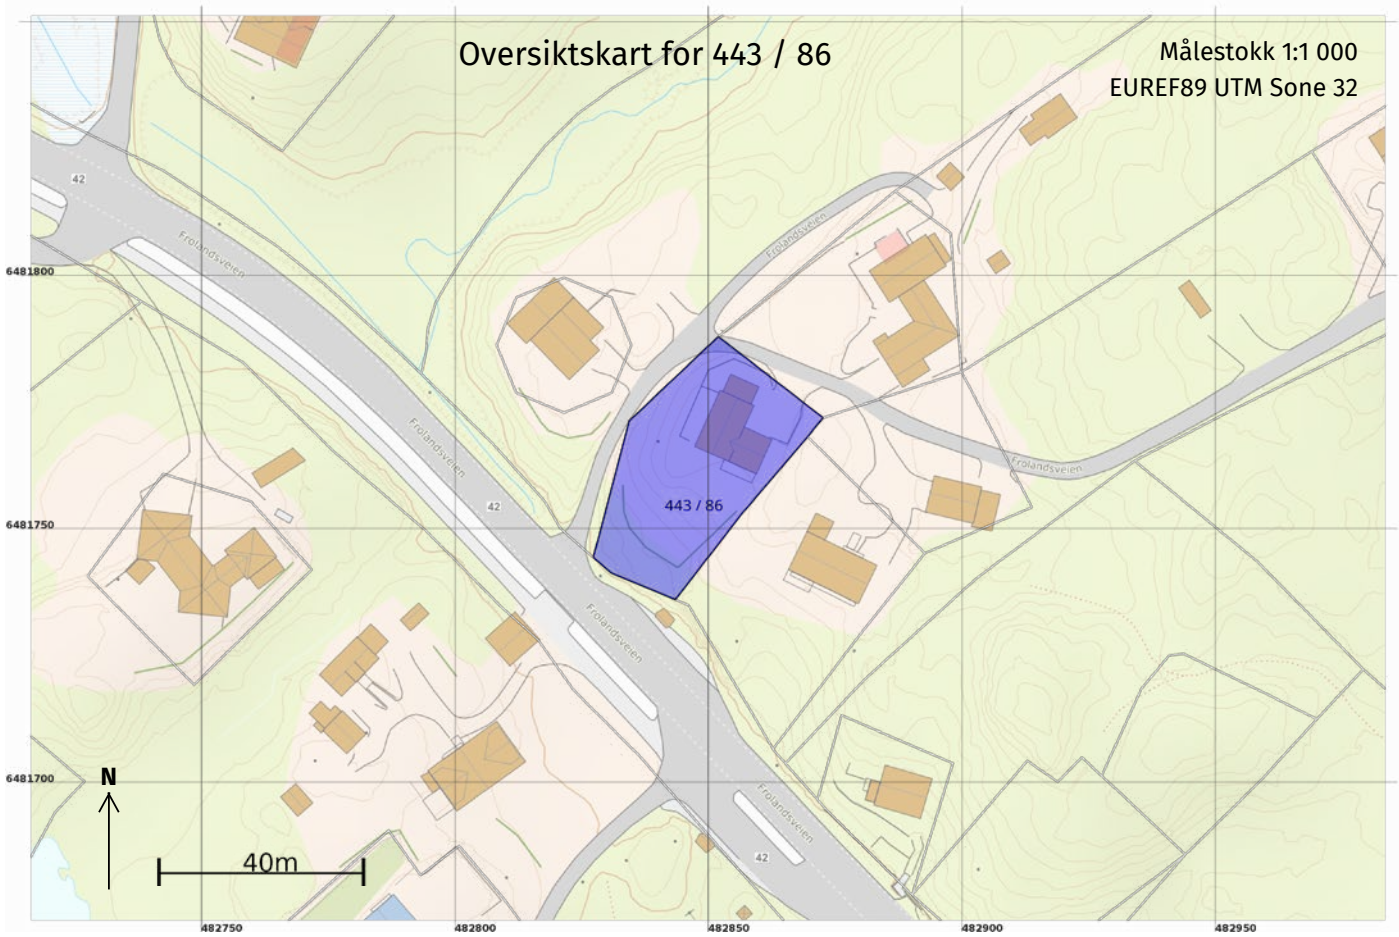 Oversiktskart for 443 / 86
Målestokk 1:1 000
EUREF89 UTM Sone 32
42
Frolandsveien
Frolandsveien
6481800
Frolandsveien
Frolandsveien
42
443 / 86
6481750
Frolandsveien
6481700
N
Frolandsveien
40m
42
482750
482800
482850
482900
482950